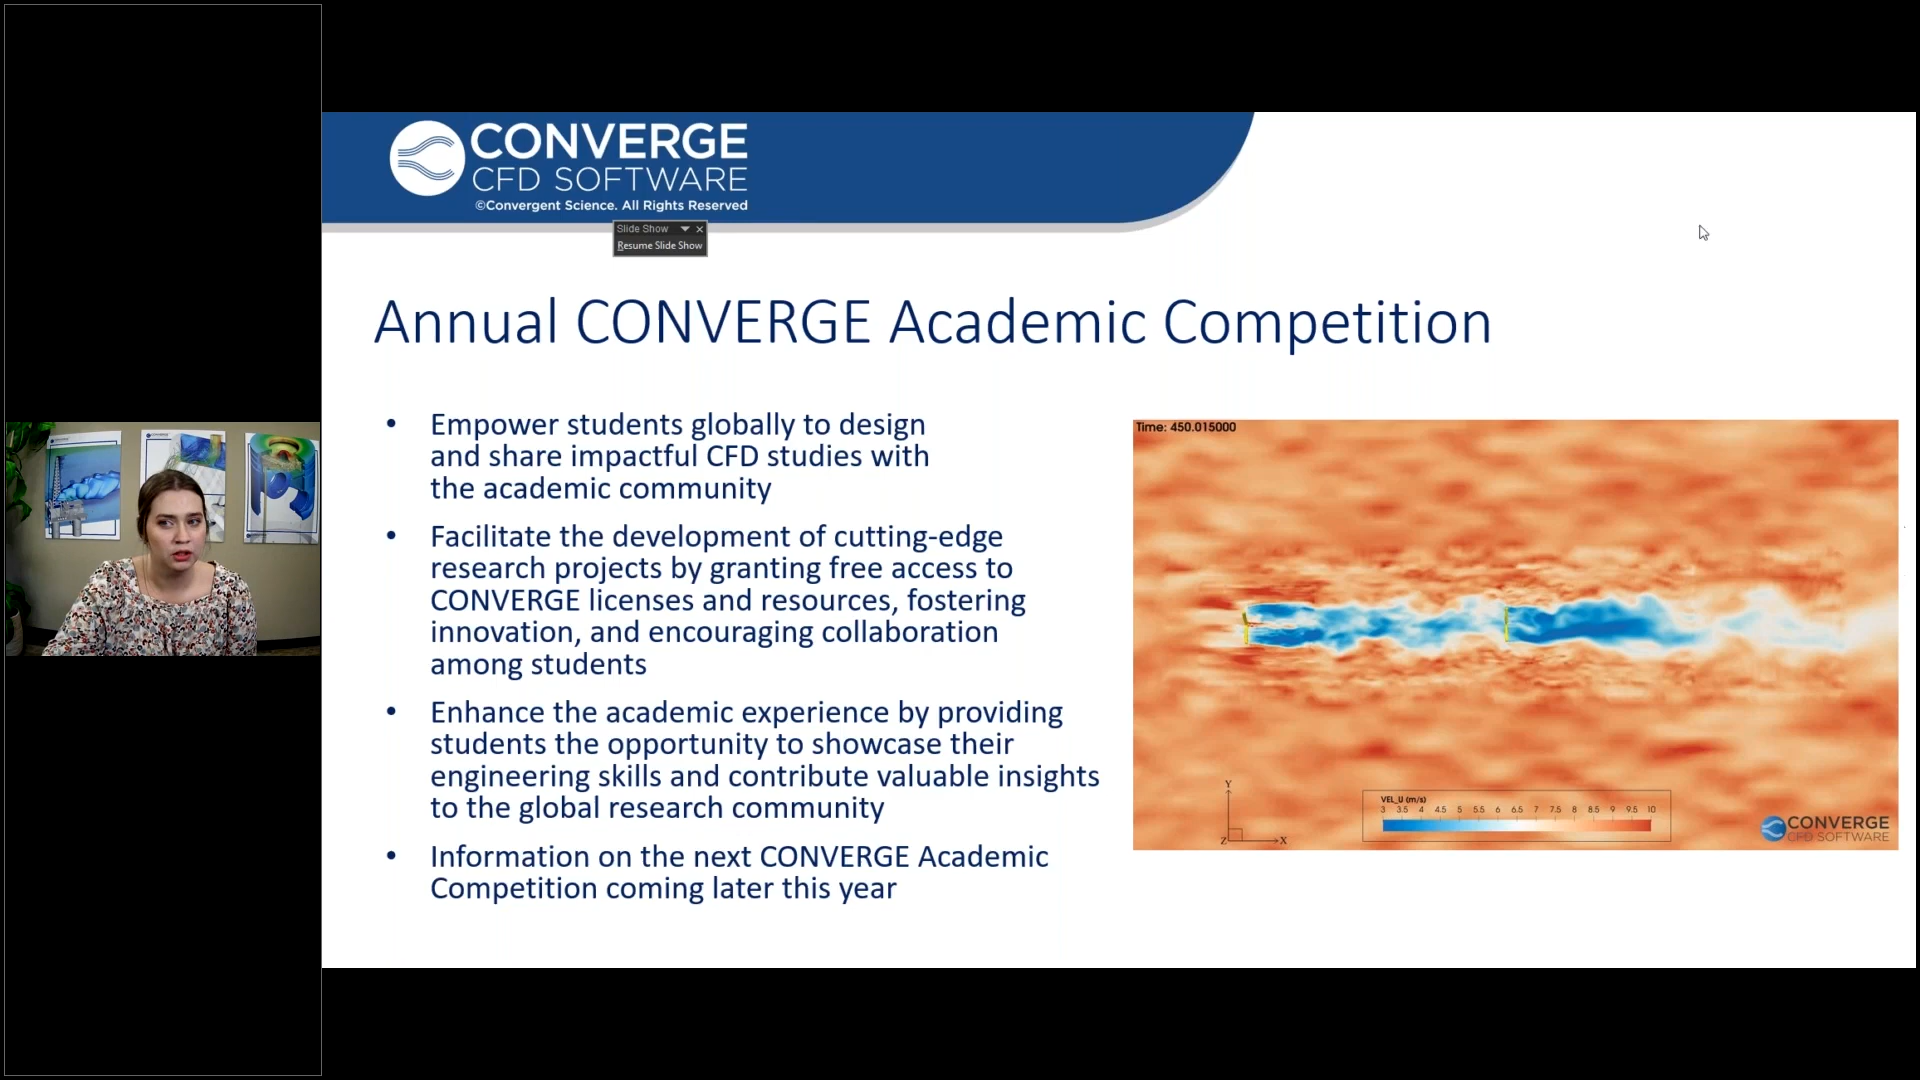 CONVERGE
CFD SOFTWARE
©Convergent Science. All Rights Reserved
Slide Show
Resume Slide Show
Annual CONVERGE Academic Competition
• Empower students globally to design
and share impactful CFD studies with
the academic community
• Facilitate the development of cutting-edge
research projects by granting free access to
CONVERGE licenses and resources, fostering
innovation, and encouraging collaboration
among students
• Enhance the academic experience by providing
students the opportunity to showcase their
engineering skills and contribute valuable insights
to the global research community
• Information on the next CONVERGE Academic
Competition coming later this year
Time: 450.015000
Y
Z X
VEL_U (m/s)
3 3.5 4 4.5 5 5.5 6 6.5 7 7.5 8 8.5 9 9.5 10
CONVERGE
CFD SOFTWARE